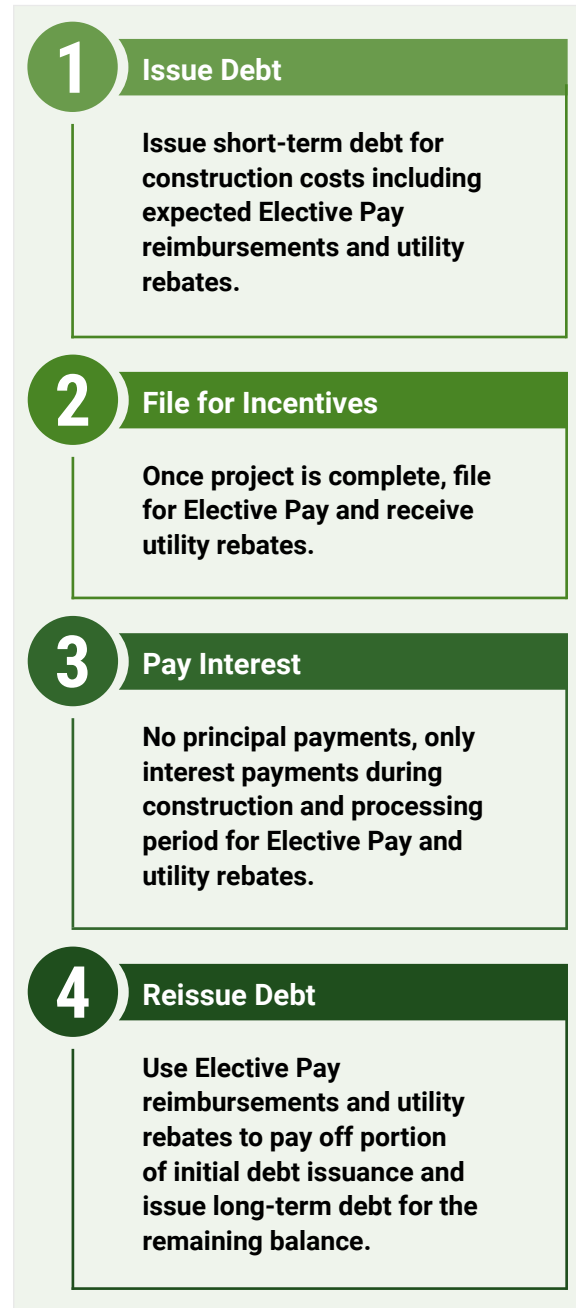 1
Issue Debt
Issue short-term debt for
construction costs including
expected Elective Pay
reimbursements and utility
rebates.
2
File for Incentives
Once project is complete, file
for Elective Pay and receive
utility rebates.
3
Pay Interest
No principal payments, only
interest payments during
construction and processing
period for Elective Pay and
utility rebates.
4
Reissue Debt
Use Elective Pay
reimbursements and utility
rebates to pay off portion
of initial debt issuance and
issue long-term debt for the
remaining balance.